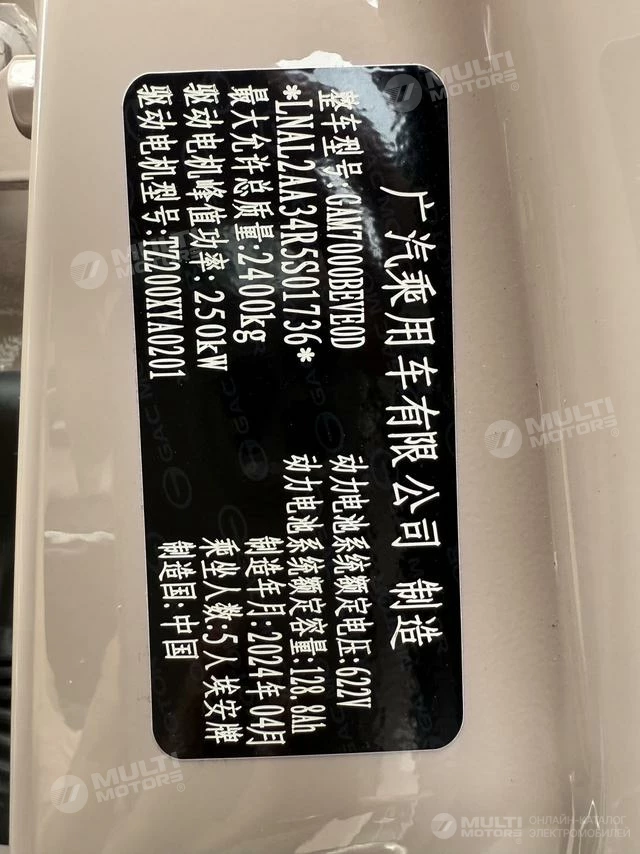 广汽乘用车有限公司 制造
整车型号:GAM7000BEVE0D 动力电池系统额定电压:622V
*LNAL2AA34R5S01736* 动力电池系统额定容量:128.8Ah
最大允许总质量:2400kg 制造年月:2024年04月
驱动电机峰值功率:250kW 乘坐人数:5人 埃安牌
驱动电机型号:TZ200XYA0201 制造国:中国
MULTI MOTORS®
MULTI MOTORS®
MULTI MOTORS®
MULTI MOTORS®
MULTI MOTORS® ОНЛАЙН-КАТАЛОГ ЭЛЕКТРОМОБИЛЕЙ